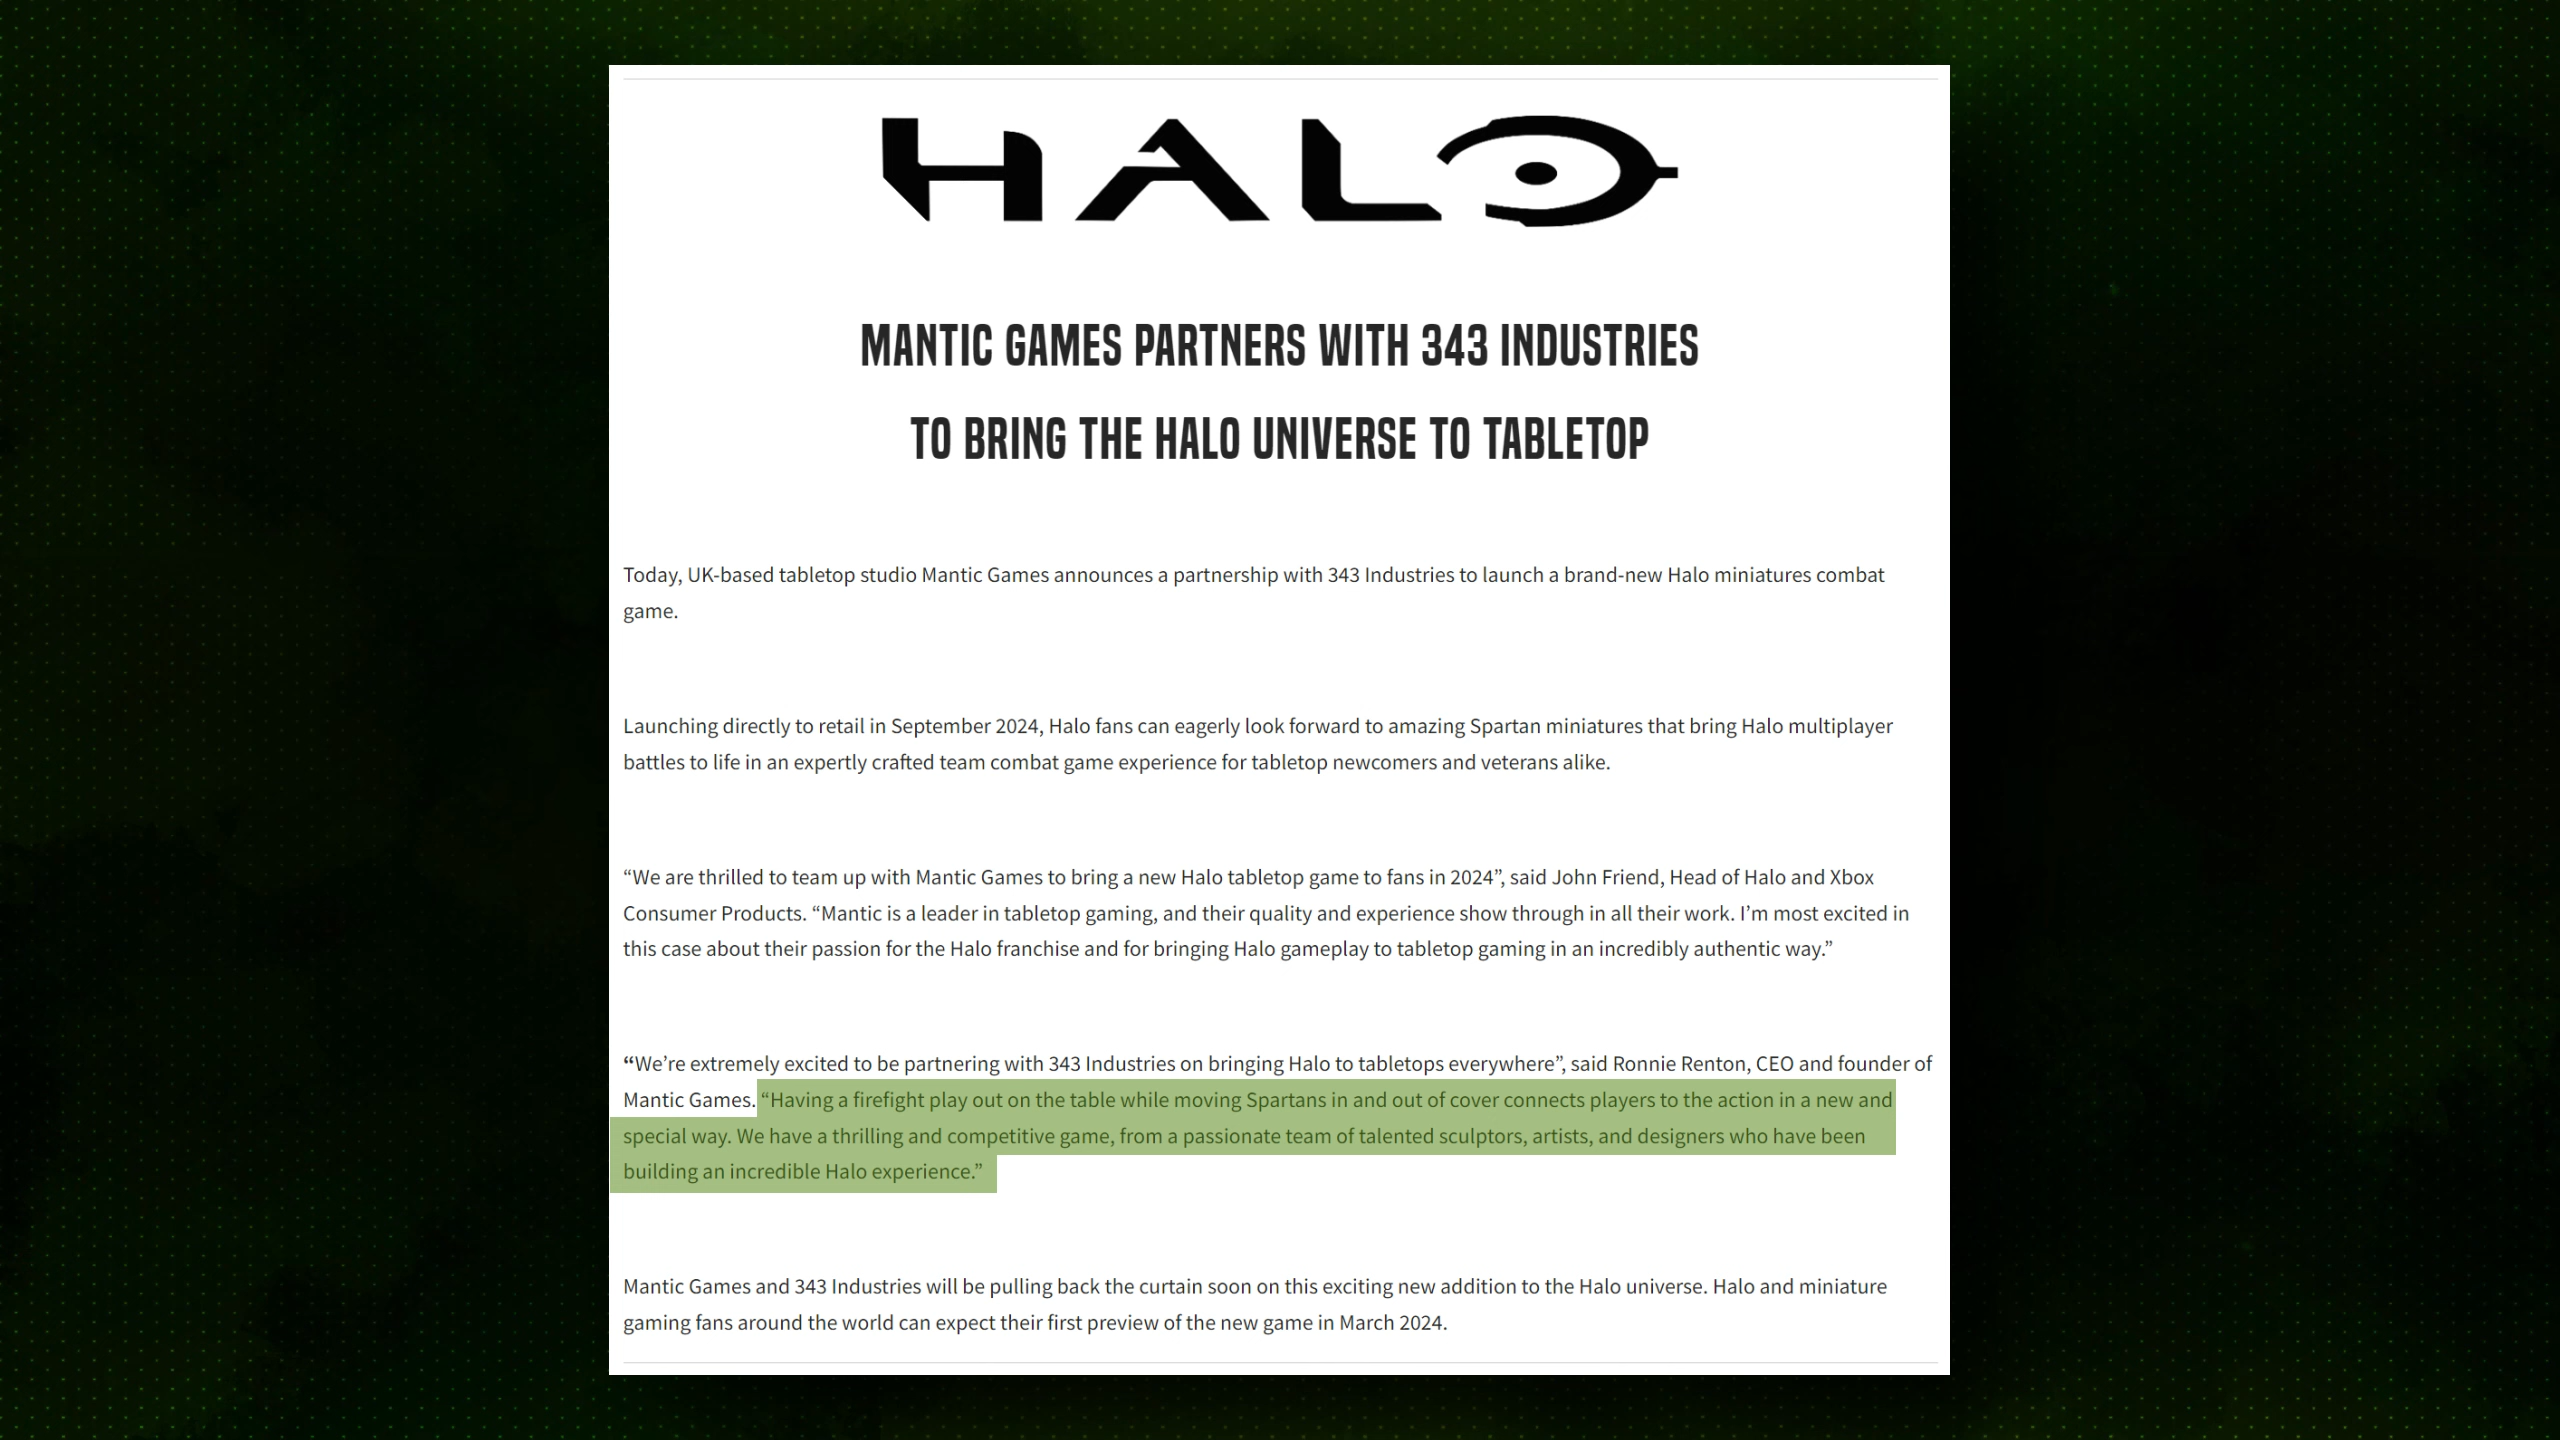 HALO
MANTIC GAMES PARTNERS WITH 343 INDUSTRIES
TO BRING THE HALO UNIVERSE TO TABLETOP
Today, UK-based tabletop studio Mantic Games announces a partnership with 343 Industries to launch a brand-new Halo miniatures combat
game.
Launching directly to retail in September 2024, Halo fans can eagerly look forward to amazing Spartan miniatures that bring Halo multiplayer
battles to life in an expertly crafted team combat game experience for tabletop newcomers and veterans alike.
“We are thrilled to team up with Mantic Games to bring a new Halo tabletop game to fans in 2024”, said John Friend, Head of Halo and Xbox
Consumer Products. “Mantic is a leader in tabletop gaming, and their quality and experience show through in all their work. I’m most excited in
this case about their passion for the Halo franchise and for bringing Halo gameplay to tabletop gaming in an incredibly authentic way.”
“We’re extremely excited to be partnering with 343 Industries on bringing Halo to tabletops everywhere”, said Ronnie Renton, CEO and founder of
Mantic Games. “Having a firefight play out on the table while moving Spartans in and out of cover connects players to the action in a new and
special way. We have a thrilling and competitive game, from a passionate team of talented sculptors, artists, and designers who have been
building an incredible Halo experience.”
Mantic Games and 343 Industries will be pulling back the curtain soon on this exciting new addition to the Halo universe. Halo and miniature
gaming fans around the world can expect their first preview of the new game in March 2024.